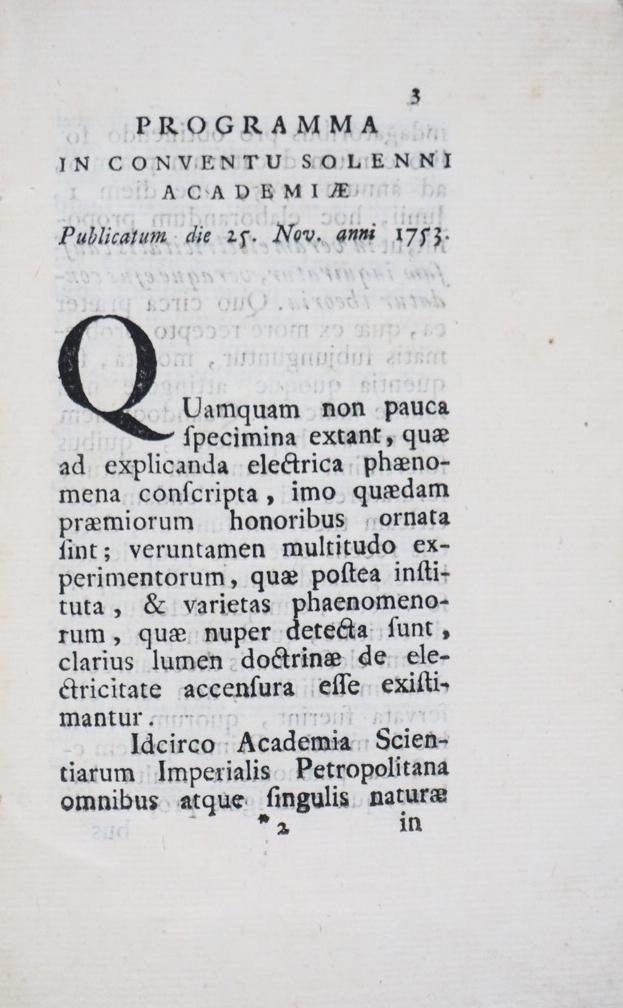 3
PROGRAMMA
IN CONVENTU SOLENNI
ACADEMIÆ
Publicatum die 25. Nov. anni 1753.
QUamquam non pauca
ſpecimina extant, quæ
ad explicanda electrica phæno-
mena conſcripta, imo quædam
præmiorum honoribus ornata
ſint; veruntamen multitudo ex-
perimentorum, quæ poſtea inſti-
tuta, & varietas phaenomeno-
rum, quæ nuper detecta ſunt,
clarius lumen doctrinæ de ele-
ctricitate accenſura eſſe exiſti-
mantur.
Idcirco Academia Scien-
tiarum Imperialis Petropolitana
omnibus atque ſingulis naturæ
*2 in